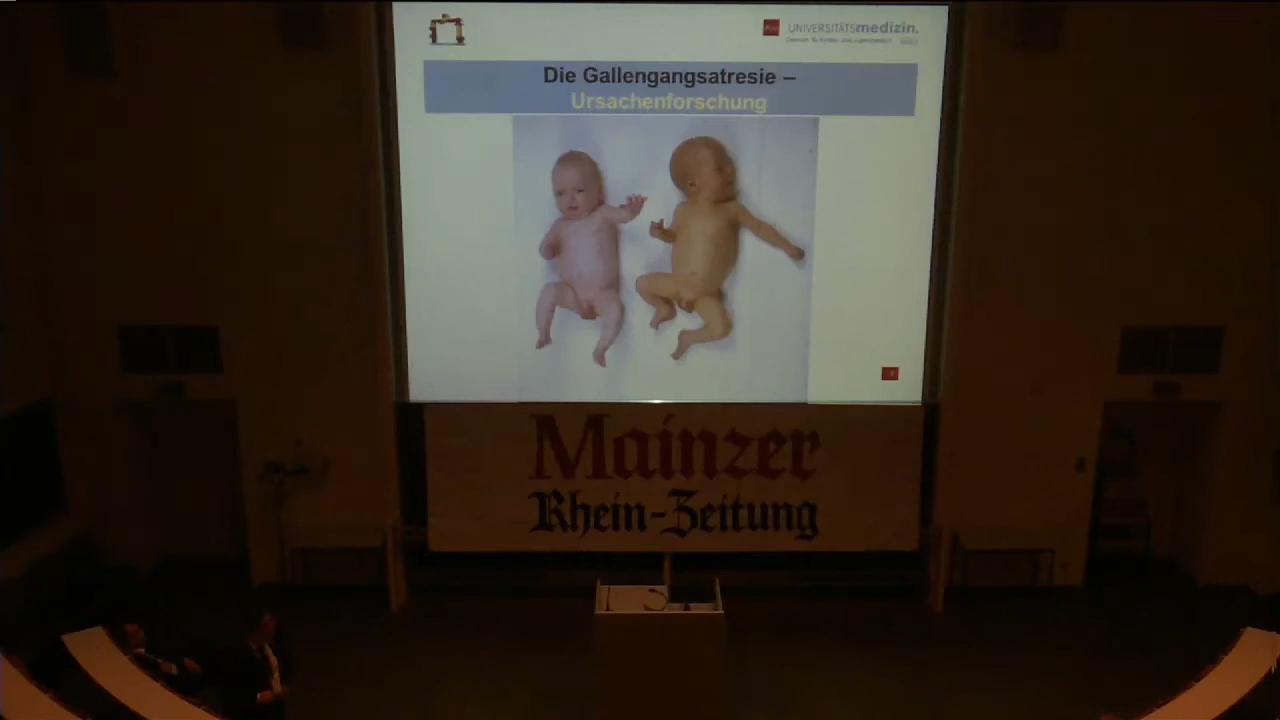 UNIVERSITÄTSmedizin.
Die Gallengangsatresie –
Ursachenforschung
Mainzer
Rhein-Zeitung